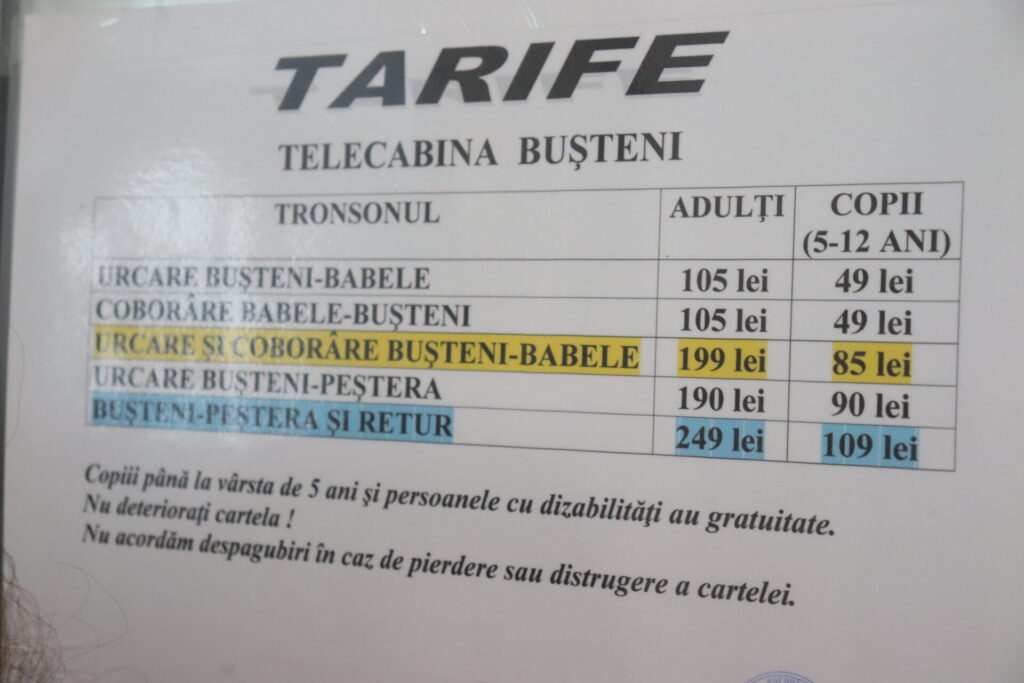 TARIFE
TELECABINA BUŞTENI
TRONSONUL ADULŢI COPII (5-12 ANI)
URCARE BUŞTENI-BABELE 105 lei 49 lei
COBORÂRE BABELE-BUŞTENI 105 lei 49 lei
URCARE ŞI COBORÂRE BUŞTENI-BABELE 199 lei 85 lei
URCARE BUŞTENI-PEŞTERA 190 lei 90 lei
BUŞTENI-PEŞTERA ŞI RETUR 249 lei 109 lei
Copiii până la vârsta de 5 ani şi persoanele cu dizabilităţi au gratuitate.
Nu deterioraţi cartela !
Nu acordăm despagubiri în caz de pierdere sau distrugere a cartelei.